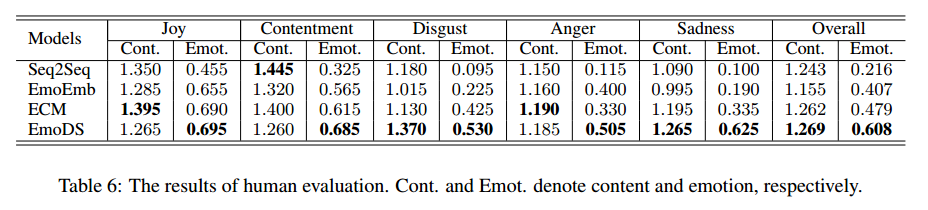 Models Joy Contentment Disgust Anger Sadness Overall
Cont. Emot. Cont. Emot. Cont. Emot. Cont. Emot. Cont. Emot. Cont. Emot.
Seq2Seq 1.350 0.455 1.445 0.325 1.180 0.095 1.150 0.115 1.090 0.100 1.243 0.216
EmoEmb 1.285 0.655 1.320 0.565 1.015 0.225 1.160 0.400 0.995 0.190 1.155 0.407
ECM 1.395 0.690 1.400 0.615 1.130 0.425 1.190 0.330 1.195 0.335 1.262 0.479
EmoDS 1.265 0.695 1.260 0.685 1.370 0.530 1.185 0.505 1.265 0.625 1.269 0.608
Table 6: The results of human evaluation. Cont. and Emot. denote content and emotion, respectively.